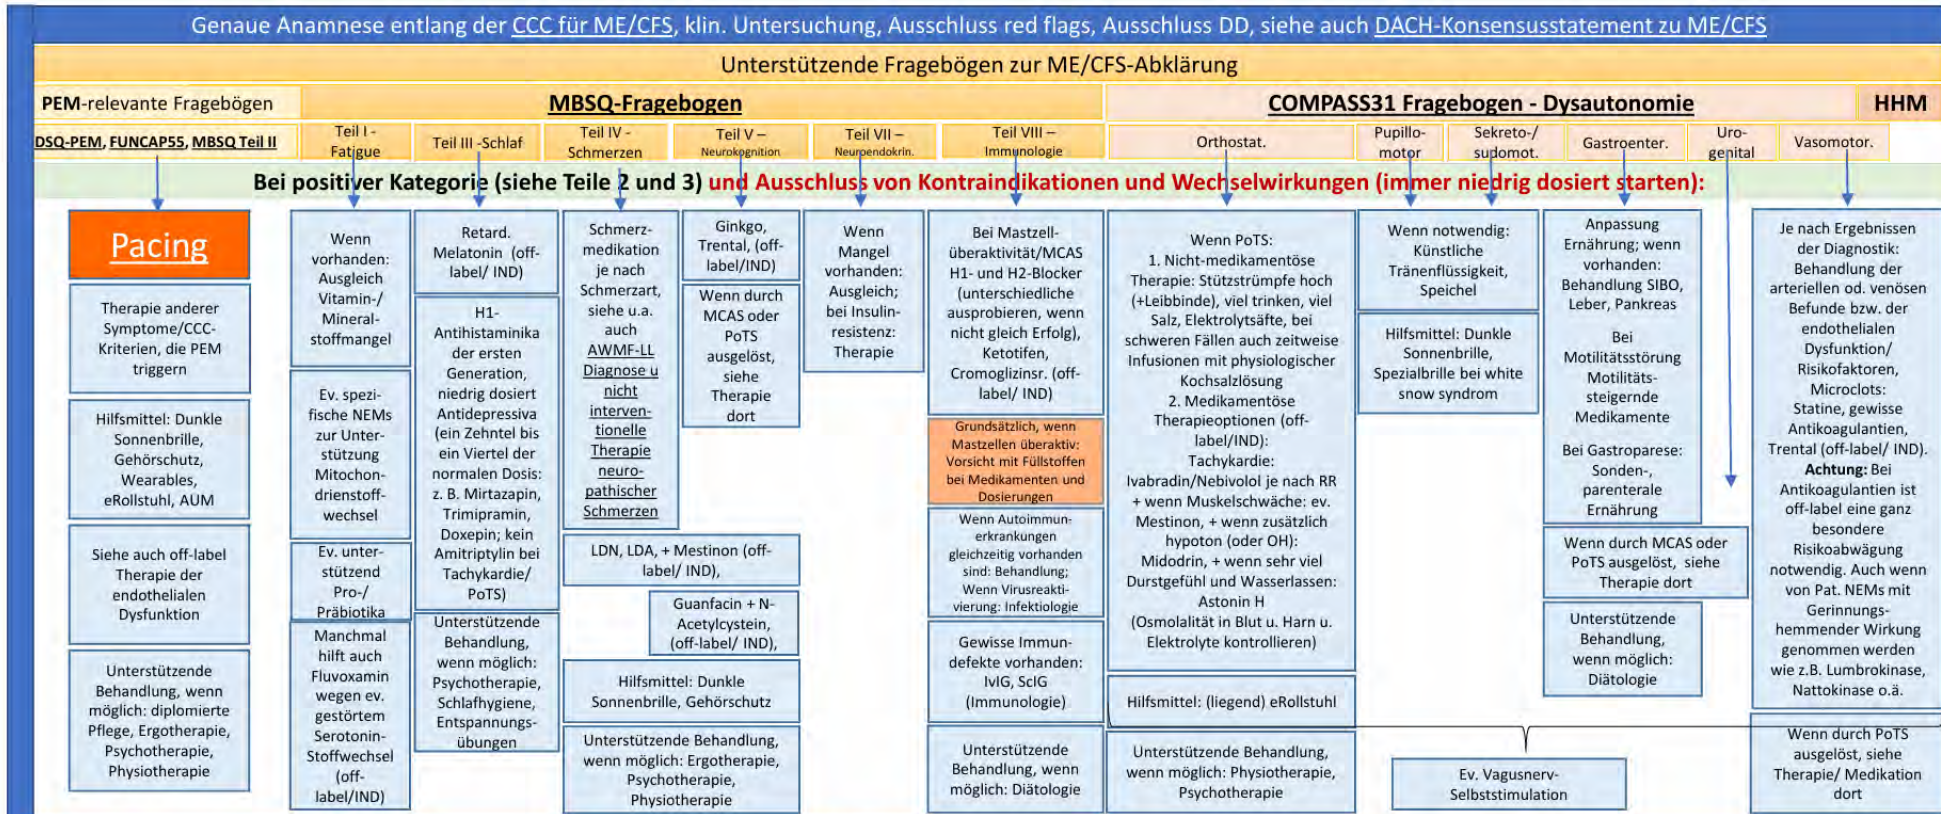 Genaue Anamnese entlang der CCC für ME/CFS, klin. Untersuchung, Ausschluss red flags, Ausschluss DD, siehe auch DACH-Konsensusstatement zu ME/CFS
Unterstützende Fragebögen zur ME/CFS-Abklärung
PEM-relevante Fragebögen
MBSQ-Fragebogen
COMPASS31 Fragebogen - Dysautonomie
HHM
DSQ-PEM, FUNCAP55, MBSQ Teil II
Teil I -
Fatigue
Teil III -Schlaf
Teil IV -
Schmerzen
Teil V –
Neurokognition
Teil VII –
Neuroendokrin.
Teil VIII –
Immunologie
Orthostat.
Pupillo-
motor
Sekreto-/
sudomot.
Gastroenter.
Uro-
genital
Vasomotor.
Bei positiver Kategorie (siehe Teile 2 und 3) und Ausschluss von Kontraindikationen und Wechselwirkungen (immer niedrig dosiert starten):
Pacing
Therapie anderer
Symptome/CCC-
Kriterien, die PEM
triggern
Hilfsmittel: Dunkle
Sonnenbrille,
Gehörschutz,
Wearables,
eRollstuhl, AUM
Siehe auch off-label
Therapie der
endothelialen
Dysfunktion
Unterstützende
Behandlung, wenn
möglich: diplomierte
Pflege, Ergotherapie,
Psychotherapie,
Physiotherapie
Wenn
vorhanden:
Ausgleich
Vitamin-/
Mineral-
stoffmangel
Ev. spezi-
fische NEMs
zur Unter-
stützung
Mitochon-
drienstoff-
wechsel
Ev. unter-
stützend
Pro-/
Präbiotika
Manchmal
hilft auch
Fluvoxamin
wegen ev.
gestörtem
Serotonin-
Stoffwechsel
(off-
label/IND)
Retard.
Melatonin (off-
label/ IND)
H1-
Antihistaminika
der ersten
Generation,
niedrig dosiert
Antidepressiva
(ein Zehntel bis
ein Viertel der
normalen Dosis:
z. B. Mirtazapin,
Trimipramin,
Doxepin; kein
Amitriptylin bei
Tachykardie/
PoTS)
Unterstützende
Behandlung,
wenn möglich:
Psychotherapie,
Schlafhygiene,
Entspannungs-
übungen
Schmerz-
medikation
je nach
Schmerzart,
siehe u.a.
auch
AWMF-LL
Diagnose u
nicht
interven-
tionelle
Therapie
neuro-
pathischer
Schmerzen
Ginkgo,
Trental, (off-
label/IND)
Wenn durch
MCAS oder
PoTS
ausgelöst,
siehe
Therapie
dort
LDN, LDA, + Mestinon (off-
label/ IND),
Guanfacin + N-
Acetylcystein,
(off-label/ IND),
Hilfsmittel: Dunkle
Sonnenbrille, Gehörschutz
Unterstützende Behandlung,
wenn möglich: Ergotherapie,
Psychotherapie,
Physiotherapie
Wenn
Mangel
vorhanden:
Ausgleich;
bei Insulin-
resistenz:
Therapie
Bei Mastzell-
überaktivität/MCAS
H1- und H2-Blocker
(unterschiedliche
ausprobieren, wenn
nicht gleich Erfolg),
Ketotifen,
Cromoglizinsr. (off-
label/ IND)
Grundsätzlich, wenn
Mastzellen überaktiv:
Vorsicht mit Füllstoffen
bei Medikamenten und
Dosierungen
Wenn Autoimmun-
erkrankungen
gleichzeitig vorhanden
sind: Behandlung;
Wenn Virusreakti-
vierung: Infektiologie
Gewisse Immun-
defekte vorhanden:
IvIG, ScIG
(Immunologie)
Unterstützende
Behandlung, wenn
möglich: Diätologie
Wenn PoTS:
1. Nicht-medikamentöse
Therapie: Stützstrümpfe hoch
(+Leibbinde), viel trinken, viel
Salz, Elektrolytsäfte, bei
schweren Fällen auch zeitweise
Infusionen mit physiologischer
Kochsalzlösung
2. Medikamentöse
Therapieoptionen (off-
label/IND):
Tachykardie:
Ivabradin/Nebivolol je nach RR
+ wenn Muskelschwäche: ev.
Mestinon, + wenn zusätzlich
hypoton (oder OH):
Midodrin, + wenn sehr viel
Durstgefühl und Wasserlassen:
Astonin H
(Osmolalität in Blut u. Harn u.
Elektrolyte kontrollieren)
Hilfsmittel: (liegend) eRollstuhl
Unterstützende Behandlung,
wenn möglich: Physiotherapie,
Psychotherapie
Wenn notwendig:
Künstliche
Tränenflüssigkeit,
Speichel
Hilfsmittel: Dunkle
Sonnenbrille,
Spezialbrille bei white
snow syndrom
Anpassung
Ernährung; wenn
vorhanden:
Behandlung SIBO,
Leber, Pankreas
Bei
Motilitätsstörung
Motilitäts-
steigernde
Medikamente
Bei Gastroparese:
Sonden-,
parenterale
Ernährung
Wenn durch MCAS oder
PoTS ausgelöst, siehe
Therapie dort
Unterstützende
Behandlung,
wenn möglich:
Diätologie
Ev. Vagusnerv-
Selbststimulation
Je nach Ergebnissen
der Diagnostik:
Behandlung der
arteriellen od. venösen
Befunde bzw. der
endothelialen
Dysfunktion/
Risikofaktoren,
Microclots:
Statine, gewisse
Antikoagulantien,
Trental (off-label/ IND).
Achtung: Bei
Antikoagulantien ist
off-label eine ganz
besondere
Risikoabwägung
notwendig. Auch wenn
von Pat. NEMs mit
Gerinnungs-
hemmender Wirkung
genommen werden
wie z.B. Lumbrokinase,
Nattokinase o.ä.
Wenn durch PoTS
ausgelöst, siehe
Therapie/ Medikation
dort